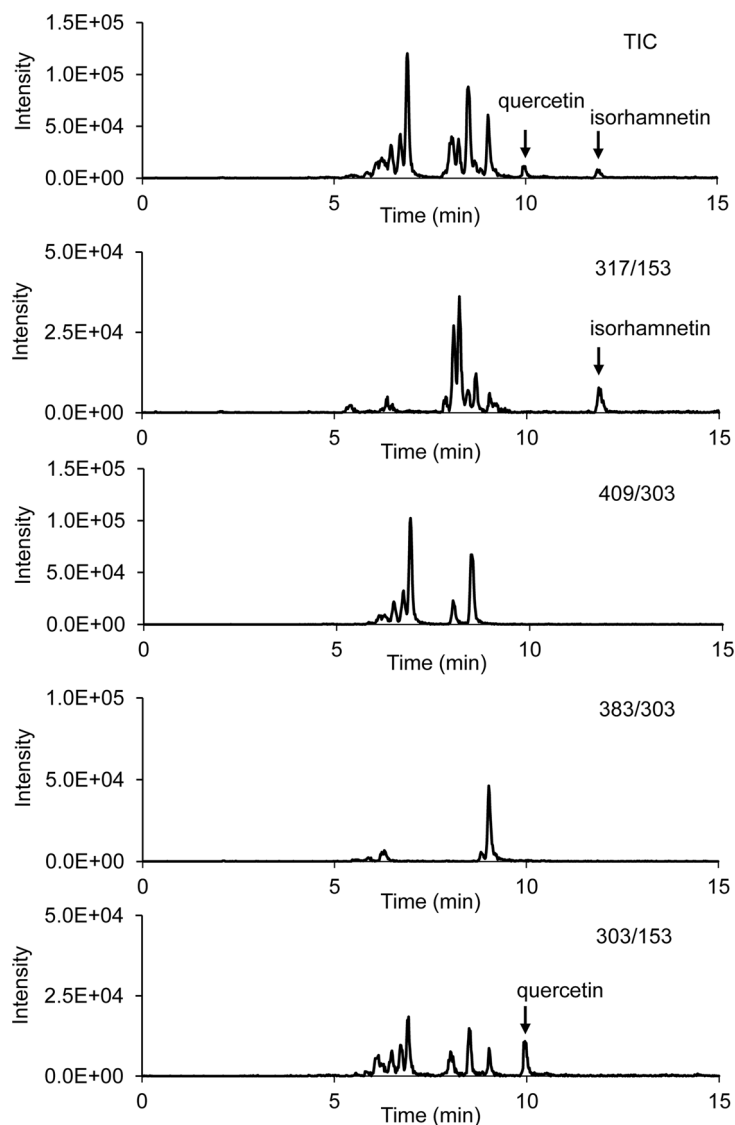 TIC
1.5E+05
1.0E+05
5.0E+04
0.0E+00
Intensity
quercetin
isorhamnetin
0 5 10 15
Time (min)
317/153
5.0E+04
2.5E+04
0.0E+00
Intensity
isorhamnetin
0 5 10 15
Time (min)
409/303
1.5E+05
1.0E+05
5.0E+04
0.0E+00
Intensity
0 5 10 15
Time (min)
383/303
1.0E+05
5.0E+04
0.0E+00
Intensity
0 5 10 15
Time (min)
303/153
5.0E+04
2.5E+04
0.0E+00
Intensity
quercetin
0 5 10 15
Time (min)